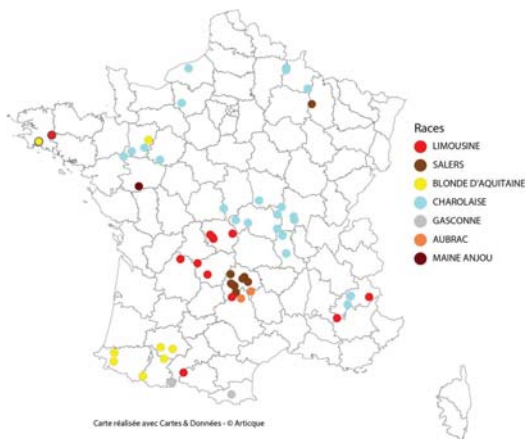 Races
LIMOUSINE
SALERS
BLONDE D'AQUITAINE
CHAROLAISE
GASCONNE
AUBRAC
MAINE ANJOU
Carte réalisée avec Cartes & Données - © Articque